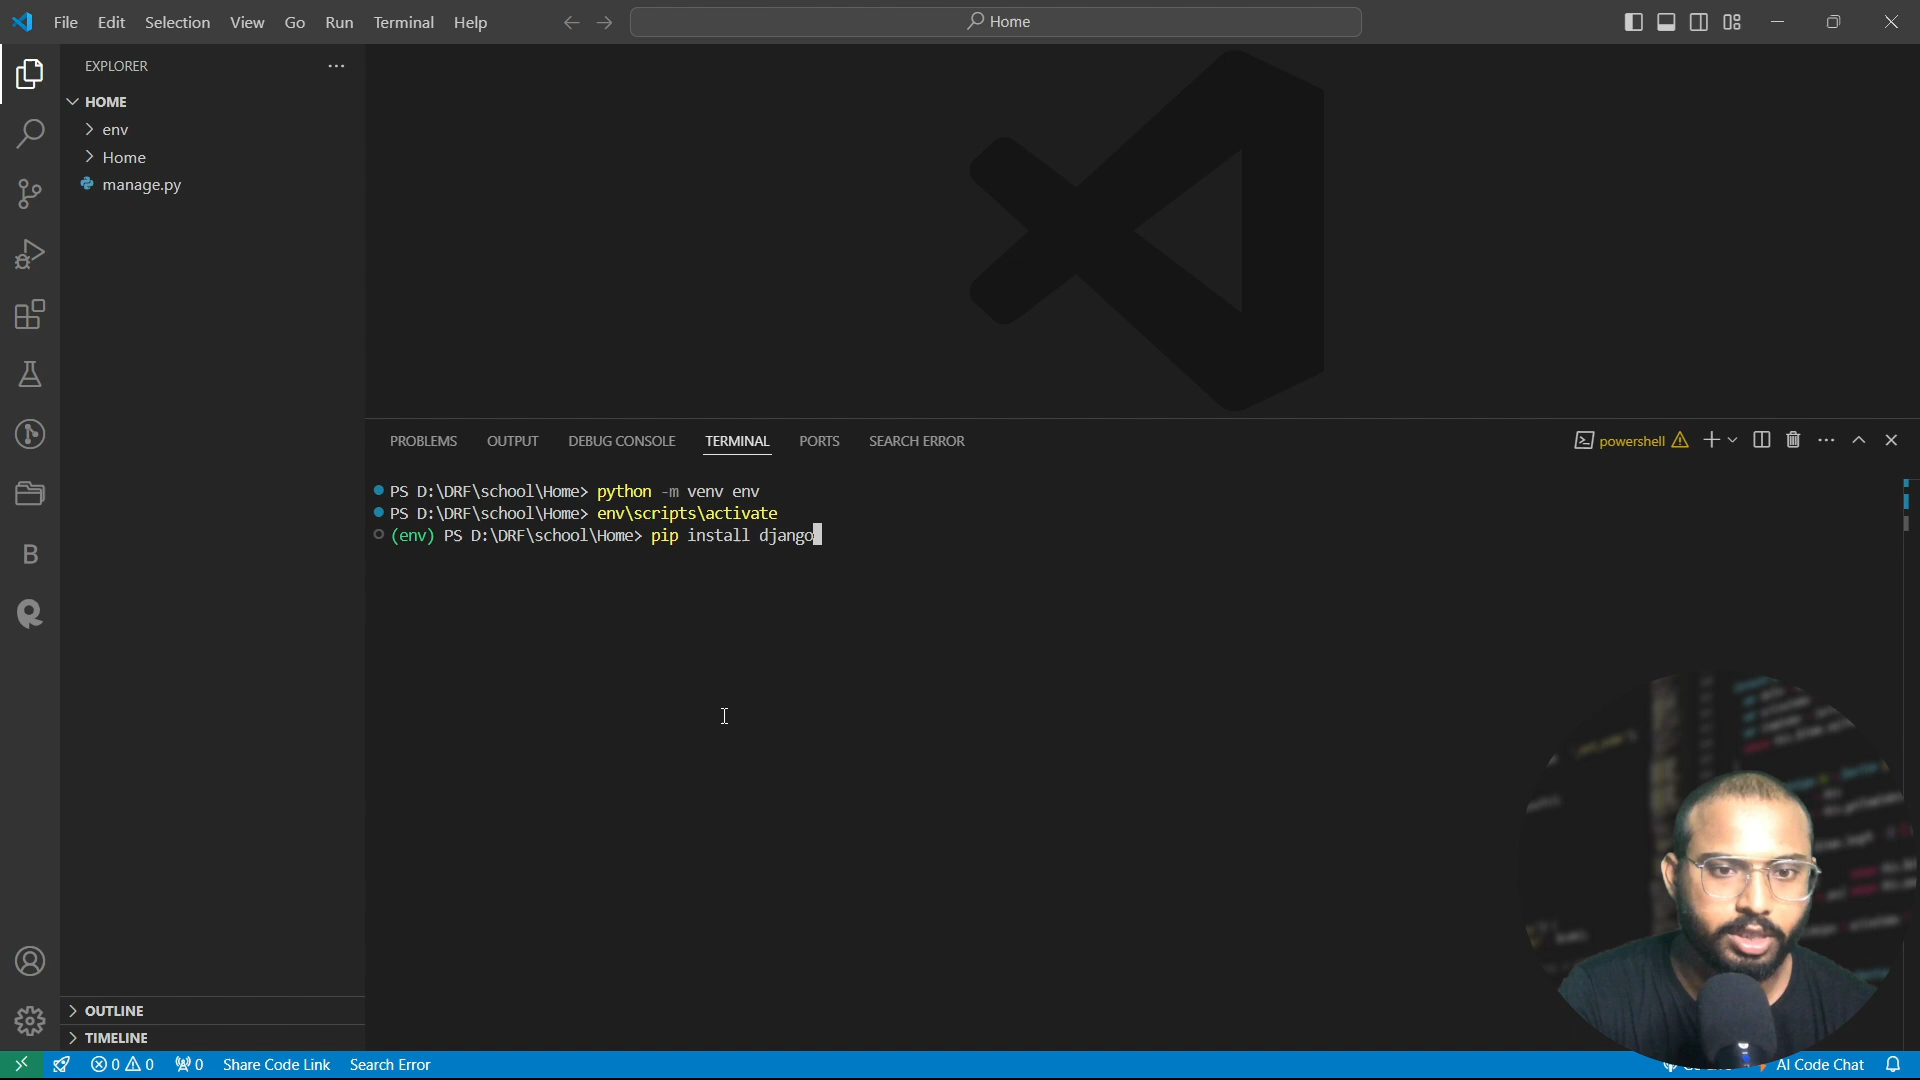 File Edit Selection View Go Run Terminal Help
Home
EXPLORER
HOME
env
Home
manage.py
PROBLEMS OUTPUT DEBUG CONSOLE TERMINAL PORTS SEARCH ERROR
powershell
PS D:\DRF\school\Home> python -m venv env
PS D:\DRF\school\Home> env\scripts\activate
(env) PS D:\DRF\school\Home> pip install django
B
OUTLINE
TIMELINE
0 0 0 Share Code Link Search Error
AI Code Chat